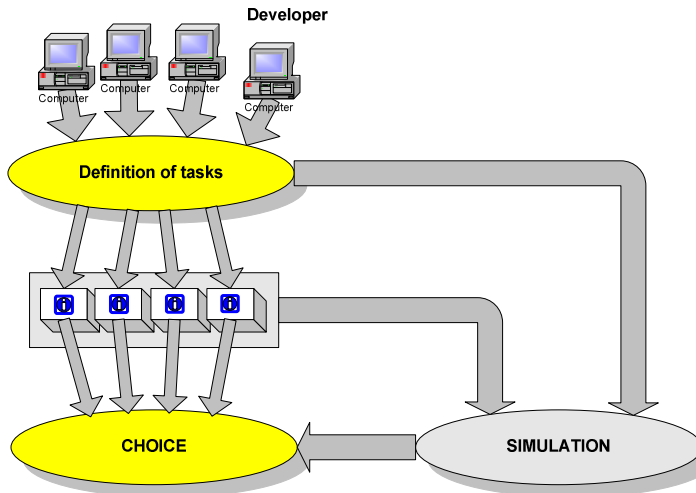 Developer
Computer
Computer
Computer
Computer
Definition of tasks
i
i
i
i
CHOICE
SIMULATION